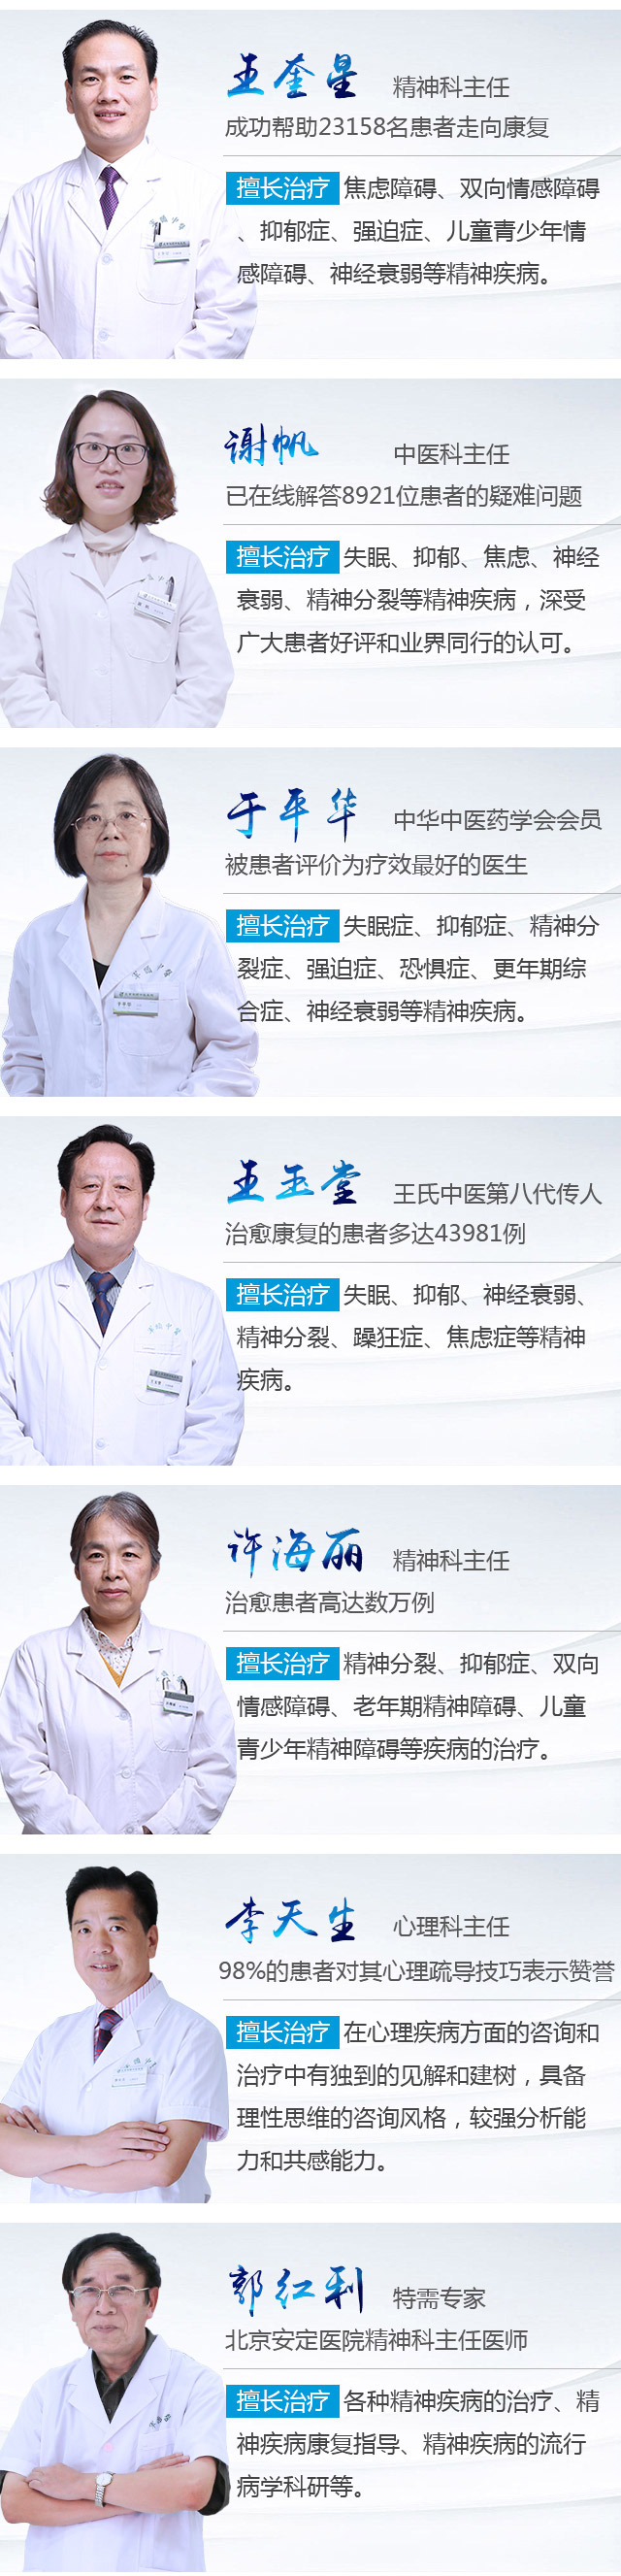 王奎星 精神科主任
成功帮助23158名患者走向康复
擅长治疗 焦虑障碍、双向情感障碍
、抑郁症、强迫症、儿童青少年情
感障碍、神经衰弱等精神疾病。
谢帆 中医科主任
已在线解答8921位患者的疑难问题
擅长治疗 失眠、抑郁、焦虑、神经
衰弱、精神分裂等精神疾病，深受
广大患者好评和业界同行的认可。
于平华 中华中医药学会会员
被患者评价为疗效最好的医生
擅长治疗 失眠症、抑郁症、精神分
裂症、强迫症、恐惧症、更年期综
合症、神经衰弱等精神疾病。
王玉堂 王氏中医第八代传人
治愈康复的患者多达43981例
擅长治疗 失眠、抑郁、神经衰弱、
精神分裂、躁狂症、焦虑症等精神
疾病。
许海丽 精神科主任
治愈患者高达数万例
擅长治疗 精神分裂、抑郁症、双向
情感障碍、老年期精神障碍、儿童
青少年精神障碍等疾病的治疗。
李天生 心理科主任
98%的患者对其心理疏导技巧表示赞誉
擅长治疗 在心理疾病方面的咨询和
治疗中有独到的见解和建树，具备
理性思维的咨询风格，较强分析能
力和共感能力。
郭红利 特需专家
北京安定医院精神科主任医师
擅长治疗 各种精神疾病的治疗、精
神疾病康复指导、精神疾病的流行
病学科研等。